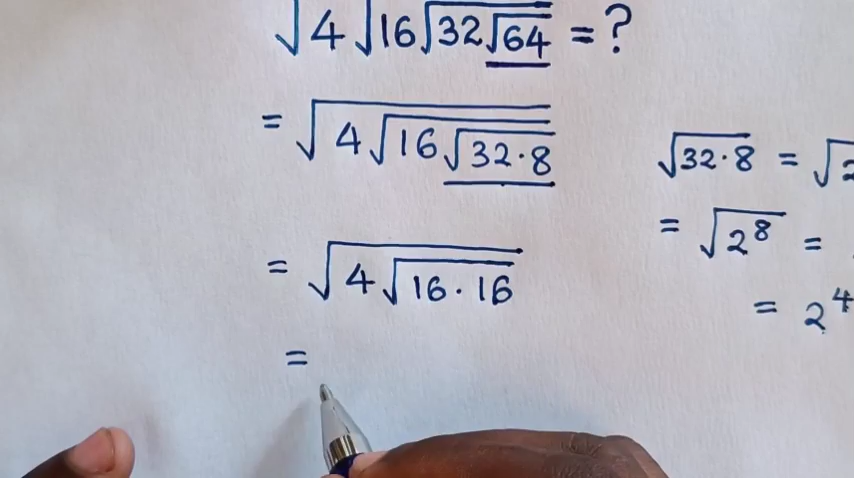 √4√16√32√64 = ?
= √4√16√32·8
= √4√16·16
=
√32·8 = √2
= √2⁸ =
= 2⁴